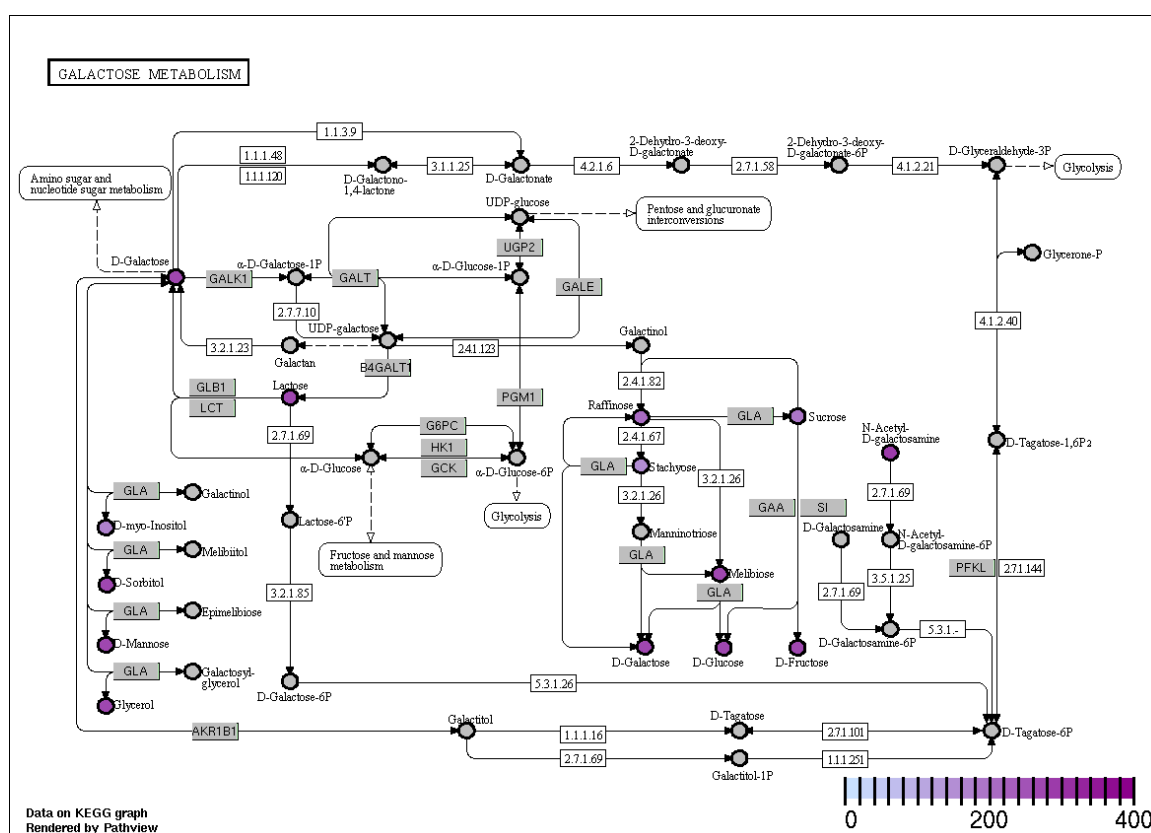 GALACTOSE METABOLISM
1.1.3.9
1.1.1.48
1.1.1.120
3.1.1.25
4.2.1.6
2-Dehydro-3-deoxy-
D-galactonate
2.7.1.58
2-Dehydro-3-deoxy-
D-galactonate-6P
4.1.2.21
D-Glyceraldehyde-3P
Glycolysis
D-Galactono-
1,4-lactone
D-Galactonate
Amino sugar and
nucleotide sugar metabolism
UDP-glucose
Pentose and glucuronate
interconversions
UGP2
D-Galactose
α-D-Galactose-1P
α-D-Glucose-1P
Glycerone-P
GALK1
GALT
GALE
2.7.7.10
UDP-galactose
4.1.2.40
3.2.1.23
Galactan
2.4.1.123
Galactinol
B4GALT1
GLB1
LCT
Lactose
PGM1
2.4.1.82
Raffinose
GLA
Sucrose
2.7.1.69
G6PC
HK1
GCK
α-D-Glucose
α-D-Glucose-6P
2.4.1.67
GLA
Stachyose
3.2.1.26
3.2.1.26
N-Acetyl-
D-galactosamine
D-Tagatose-1,6P2
2.7.1.69
GLA
Galactinol
D-myo-Inositol
Lactose-6'P
Glycolysis
Fructose and mannose
metabolism
Manninotriose
GAA
SI
D-Galactosamine
N-Acetyl-
D-galactosamine-6P
GLA
Melibiitol
D-Sorbitol
GLA
Melibiose
GLA
3.5.1.25
PFKL
2.7.1.144
3.2.1.85
2.7.1.69
GLA
Epimelibiose
D-Mannose
D-Galactosamine-6P
5.3.1.-
GLA
Galactosyl-
glycerol
Glycerol
D-Galactose
D-Glucose
D-Fructose
D-Galactose-6P
5.3.1.26
AKR1B1
Galactitol
1.1.1.16
D-Tagatose
2.7.1.101
D-Tagatose-6P
2.7.1.69
Galactitol-1P
1.1.1.251
Data on KEGG graph
Rendered by Pathview
0
200
400